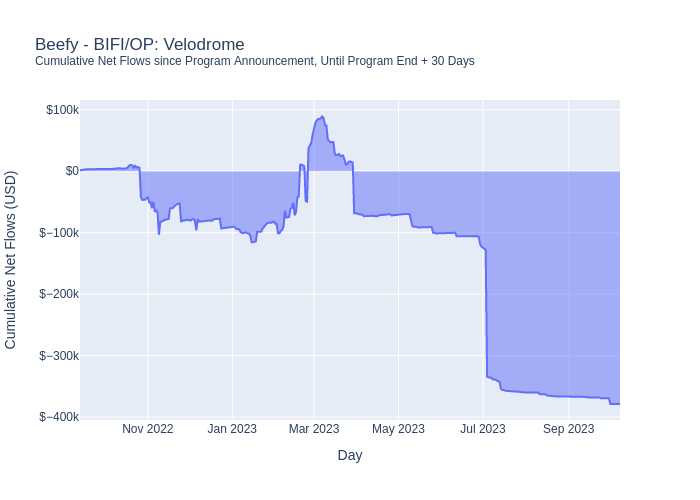 Beefy - BIFI/OP: Velodrome
Cumulative Net Flows since Program Announcement, Until Program End + 30 Days
Cumulative Net Flows (USD)
$100k
$0
$−100k
$−200k
$−300k
$−400k
Nov 2022
Jan 2023
Mar 2023
May 2023
Jul 2023
Sep 2023
Day